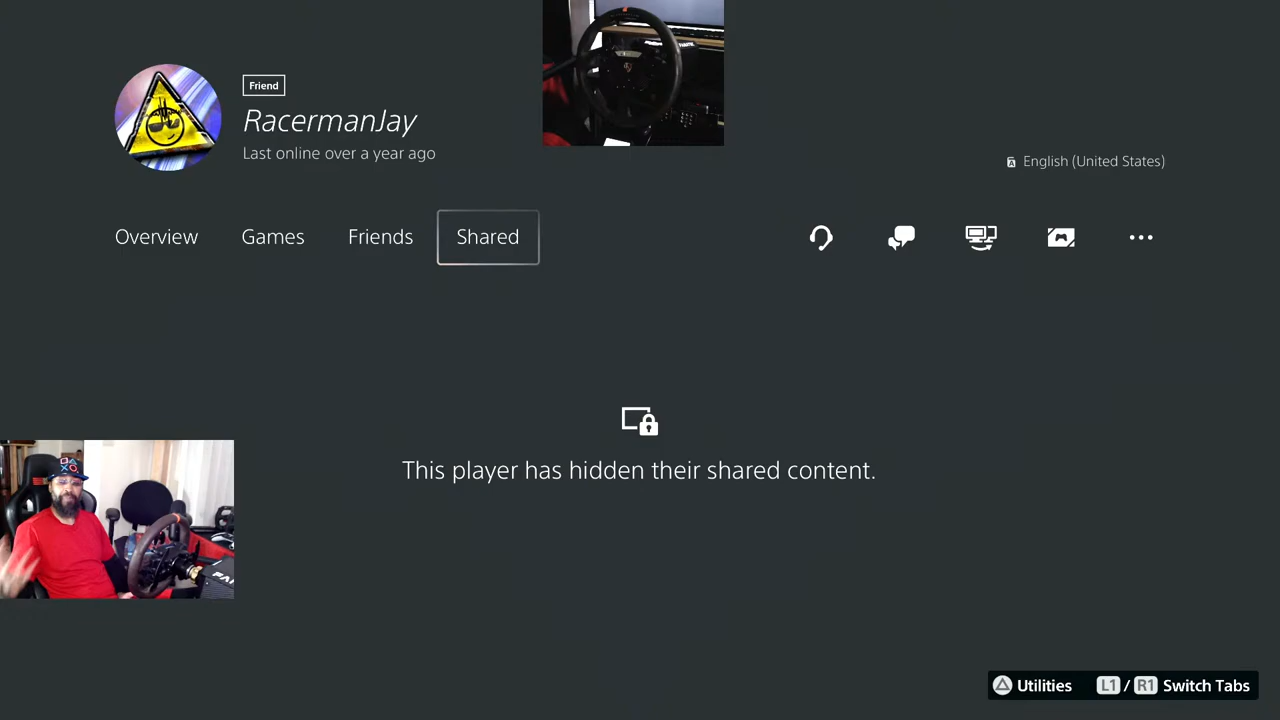 Friend
RacermanJay
Last online over a year ago
English (United States)
Overview
Games
Friends
Shared
This player has hidden their shared content.
Utilities
L1 / R1 Switch Tabs